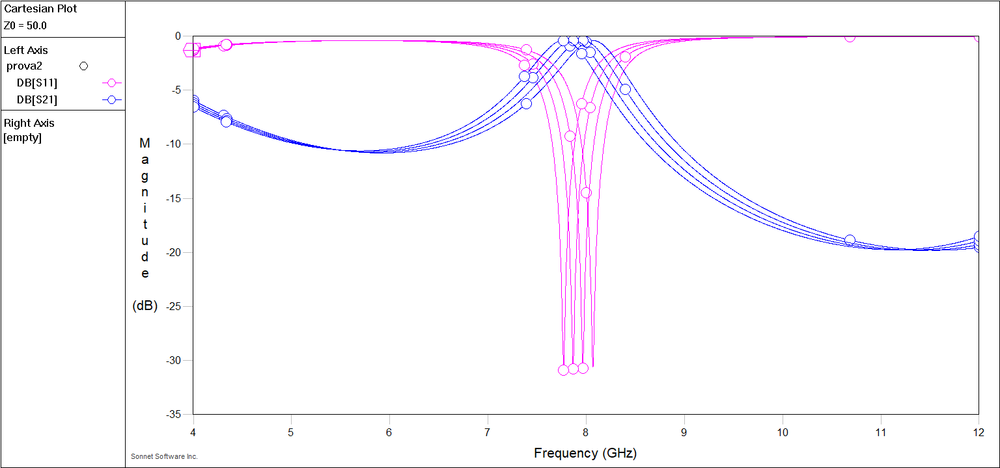 Cartesian Plot
Z0 = 50.0
Left Axis
prova2
DB[S11]
DB[S21]
Right Axis
[empty]
Magnitude
(dB)
0
-5
-10
-15
-20
-25
-30
-35
4 5 6 7 8 9 10 11 12
Frequency (GHz)
Sonnet Software Inc.